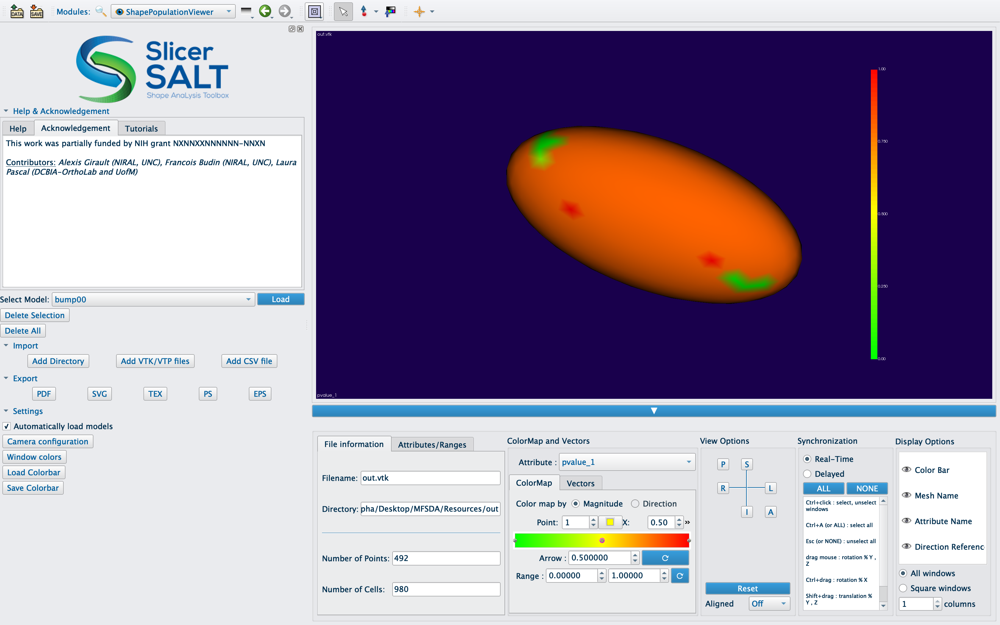 DATA
SAVE
Modules:
ShapePopulationViewer
Slicer
SALT
Shape AnaLysis Toolbox
Help & Acknowledgement
Help
Acknowledgement
Tutorials
This work was partially funded by NIH grant NXNNXXNNNNNN-NNXN
Contributors: Alexis Girault (NIRAL, UNC), Francois Budin (NIRAL, UNC), Laura
Pascal (DCBIA-OrthoLab and UofM)
Select Model:
bump00
Load
Delete Selection
Delete All
Import
Add Directory
Add VTK/VTP files
Add CSV file
Export
PDF
SVG
TEX
PS
EPS
Settings
Automatically load models
Camera configuration
Window colors
Load Colorbar
Save Colorbar
out.vtk
1.00
0.750
0.500
0.250
0.00
pvalue_1
File information
Attributes/Ranges
Filename:
out.vtk
Directory:
pha/Desktop/MFSDA/Resources/out
Number of Points:
492
Number of Cells:
980
ColorMap and Vectors
Attribute :
pvalue_1
ColorMap
Vectors
Color map by
Magnitude
Direction
Point:
1
X:
0.50
»
Arrow :
0.500000
Range :
0.00000
1.00000
View Options
P
S
R
L
I
A
Reset
Aligned
Off
Synchronization
Real-Time
Delayed
ALL
NONE
Ctrl+click : select, unselect
windows
Ctrl+A (or ALL) : select all
Esc (or NONE) : unselect all
drag mouse : rotation % Y ,
Z
Ctrl+drag : rotation % X
Shift+drag : translation %
Y , Z
Display Options
Color Bar
Mesh Name
Attribute Name
Direction Referenc
All windows
Square windows
1
columns